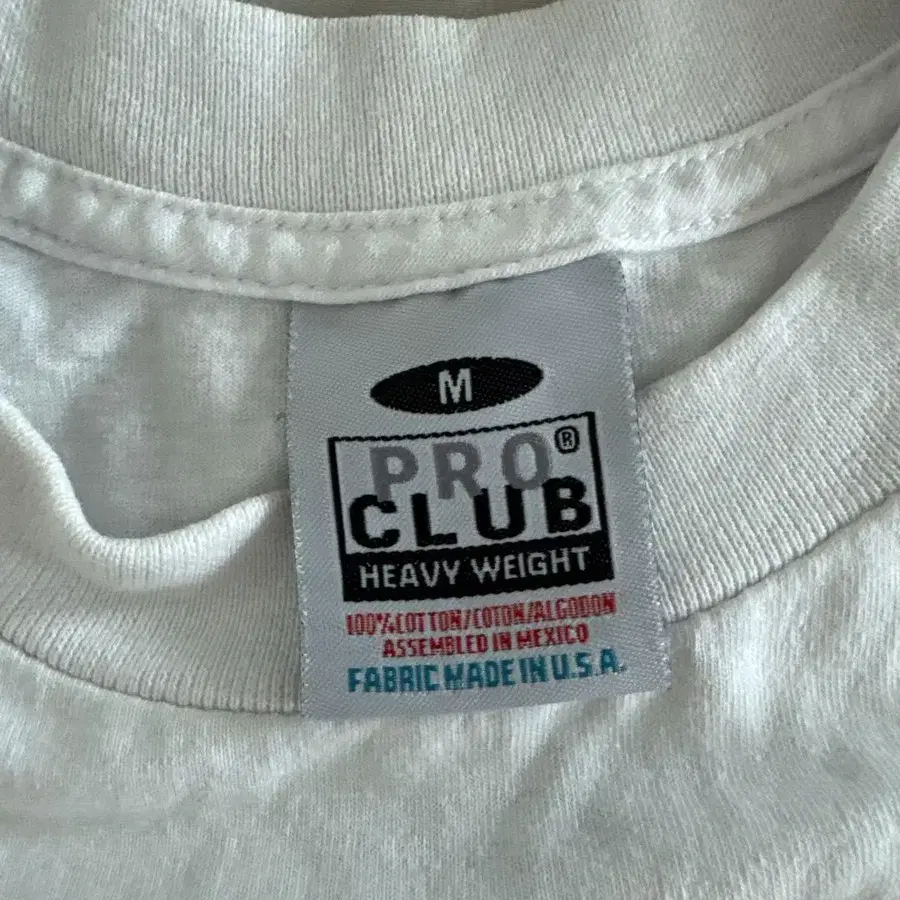 M
PRO®
CLUB
HEAVY WEIGHT
100%COTTON/COTON/ALGODON
ASSEMBLED IN MEXICO
FABRIC MADE IN U.S.A.